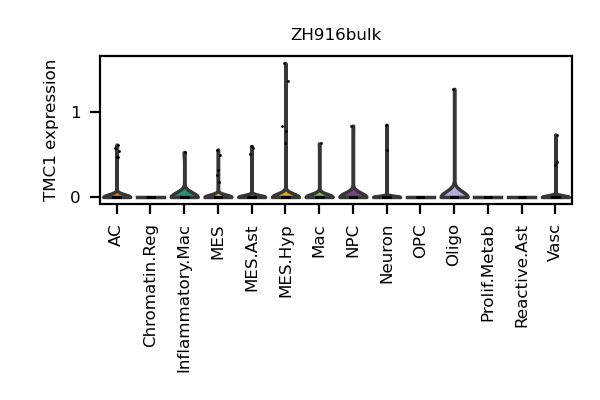 ZH916bulk
TMC1 expression
1
0
AC
Chromatin.Reg
Inflammatory.Mac
MES
MES.Ast
MES.Hyp
Mac
NPC
Neuron
OPC
Oligo
Prolif.Metab
Reactive.Ast
Vasc